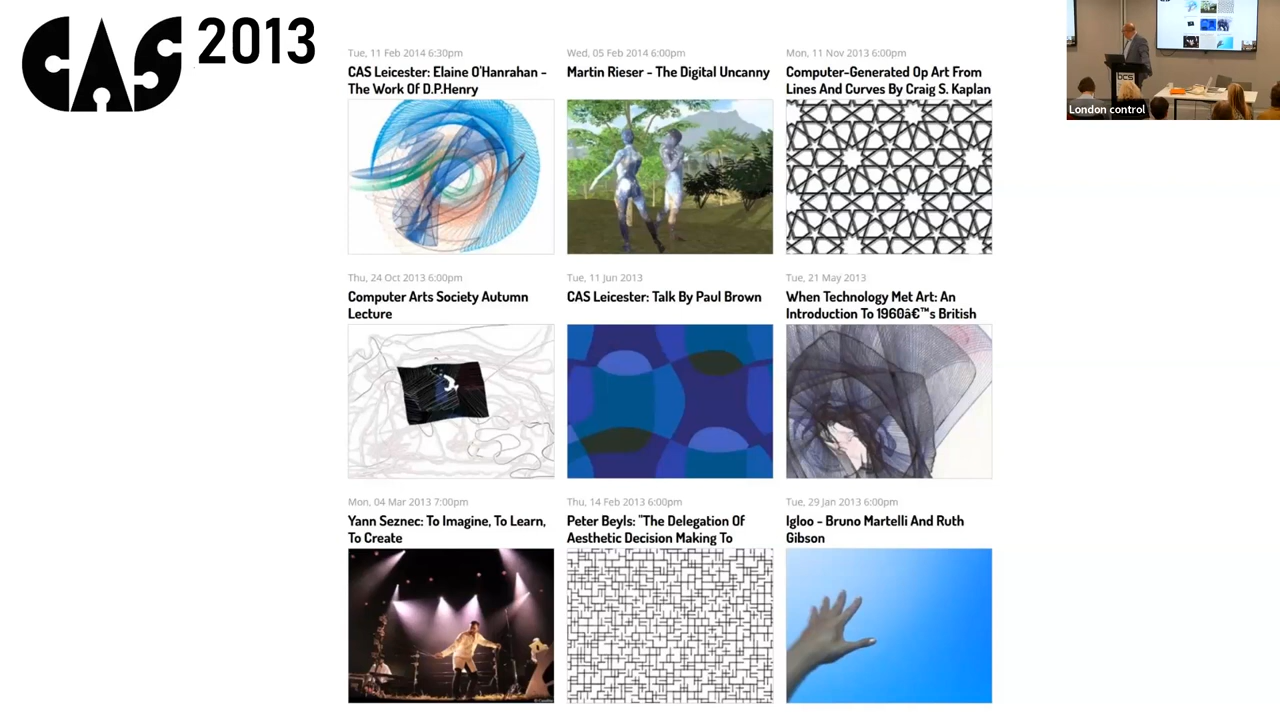 CAS 2013
Tue, 11 Feb 2014 6:30pm
CAS Leicester: Elaine O'Hanrahan –
The Work Of D.P.Henry
Wed, 05 Feb 2014 6:00pm
Martin Rieser – The Digital Uncanny
Mon, 11 Nov 2013 6:00pm
Computer-Generated Op Art From
Lines And Curves By Craig S. Kaplan
Thu, 24 Oct 2013 6:00pm
Computer Arts Society Autumn
Lecture
Tue, 11 Jun 2013
CAS Leicester: Talk By Paul Brown
Tue, 21 May 2013
When Technology Met Art: An
Introduction To 1960â€™s British
Mon, 04 Mar 2013 7:00pm
Yann Seznec: To Imagine, To Learn,
To Create
Thu, 14 Feb 2013 6:00pm
Peter Beyls: "The Delegation Of
Aesthetic Decision Making To
Tue, 29 Jan 2013 6:00pm
Igloo – Bruno Martelli And Ruth
Gibson
bcs
London control